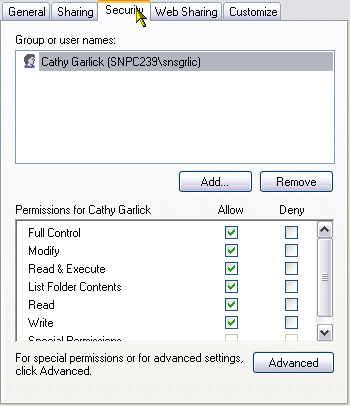 General Sharing Security Web Sharing Customize
Group or user names:
Cathy Garlick (SNPC239\snsgrlic)
Add... Remove
Permissions for Cathy Garlick Allow Deny
Full Control
Modify
Read & Execute
List Folder Contents
Read
Write
Special Permissions
For special permissions or for advanced settings,
click Advanced.
Advanced